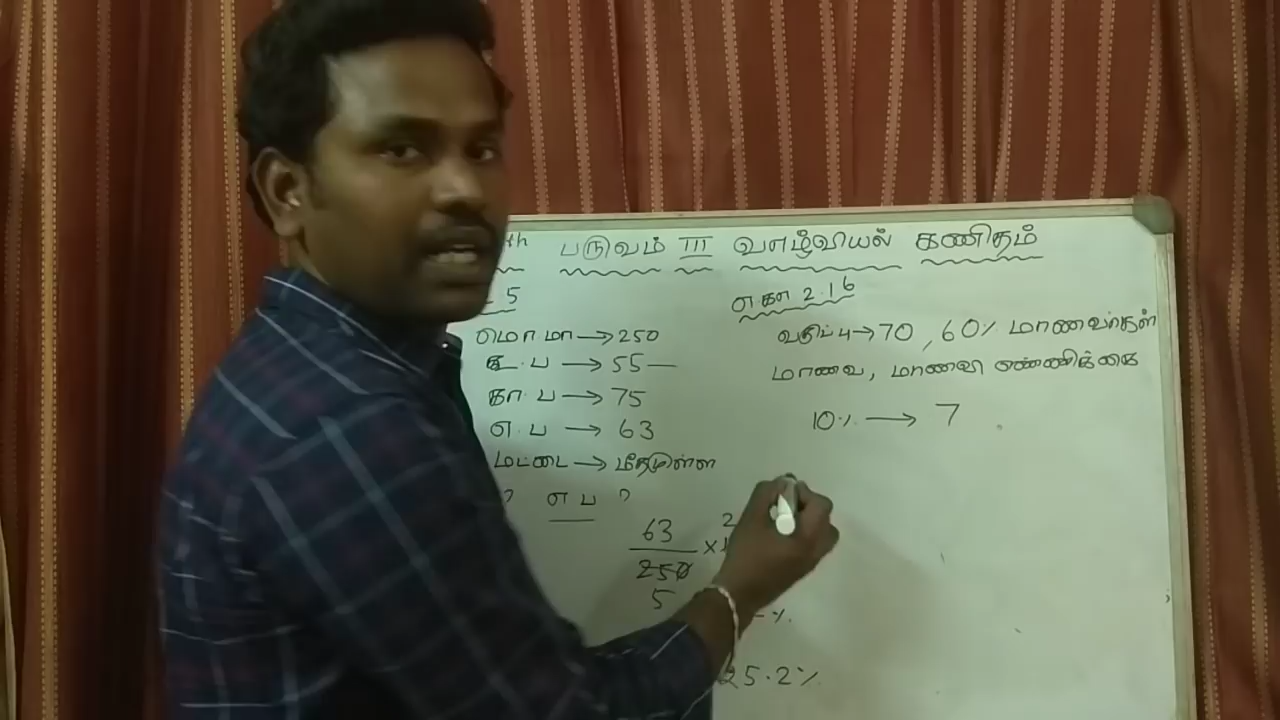 th பருவம் III வாழ்வியல் கணிதம்
5
மொ மா → 250
க. ப → 55 —
கா. ப → 75
எ. ப → 63
மட்டை → மீதமுள்ள
? எ ப ?
63
250
×
2
5
- %
25.2%
எ கா 2.16
வகுப்பு → 70, 60% மாணவர்கள்
மாணவ, மாணவி எண்ணிக்கை
10% → 7